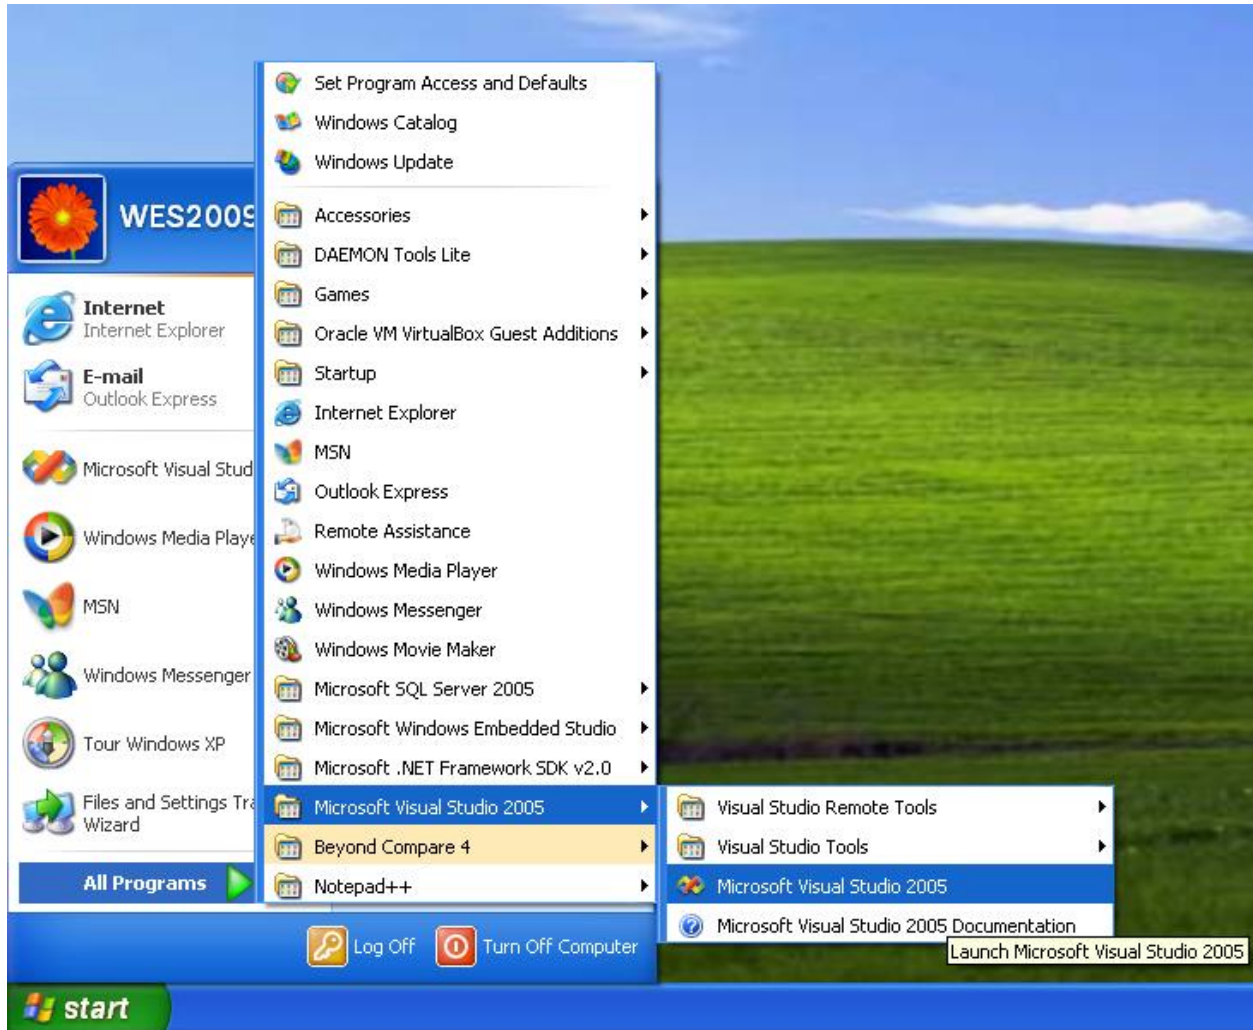 WES2009
Internet
Internet Explorer
E-mail
Outlook Express
Microsoft Visual Stud
Windows Media Playe
MSN
Windows Messenger
Tour Windows XP
Files and Settings Tra
Wizard
All Programs
Set Program Access and Defaults
Windows Catalog
Windows Update
Accessories
DAEMON Tools Lite
Games
Oracle VM VirtualBox Guest Additions
Startup
Internet Explorer
MSN
Outlook Express
Remote Assistance
Windows Media Player
Windows Messenger
Windows Movie Maker
Microsoft SQL Server 2005
Microsoft Windows Embedded Studio
Microsoft .NET Framework SDK v2.0
Microsoft Visual Studio 2005
Beyond Compare 4
Notepad++
Visual Studio Remote Tools
Visual Studio Tools
Microsoft Visual Studio 2005
Microsoft Visual Studio 2005 Documentation
Launch Microsoft Visual Studio 2005
Log Off
Turn Off Computer
start